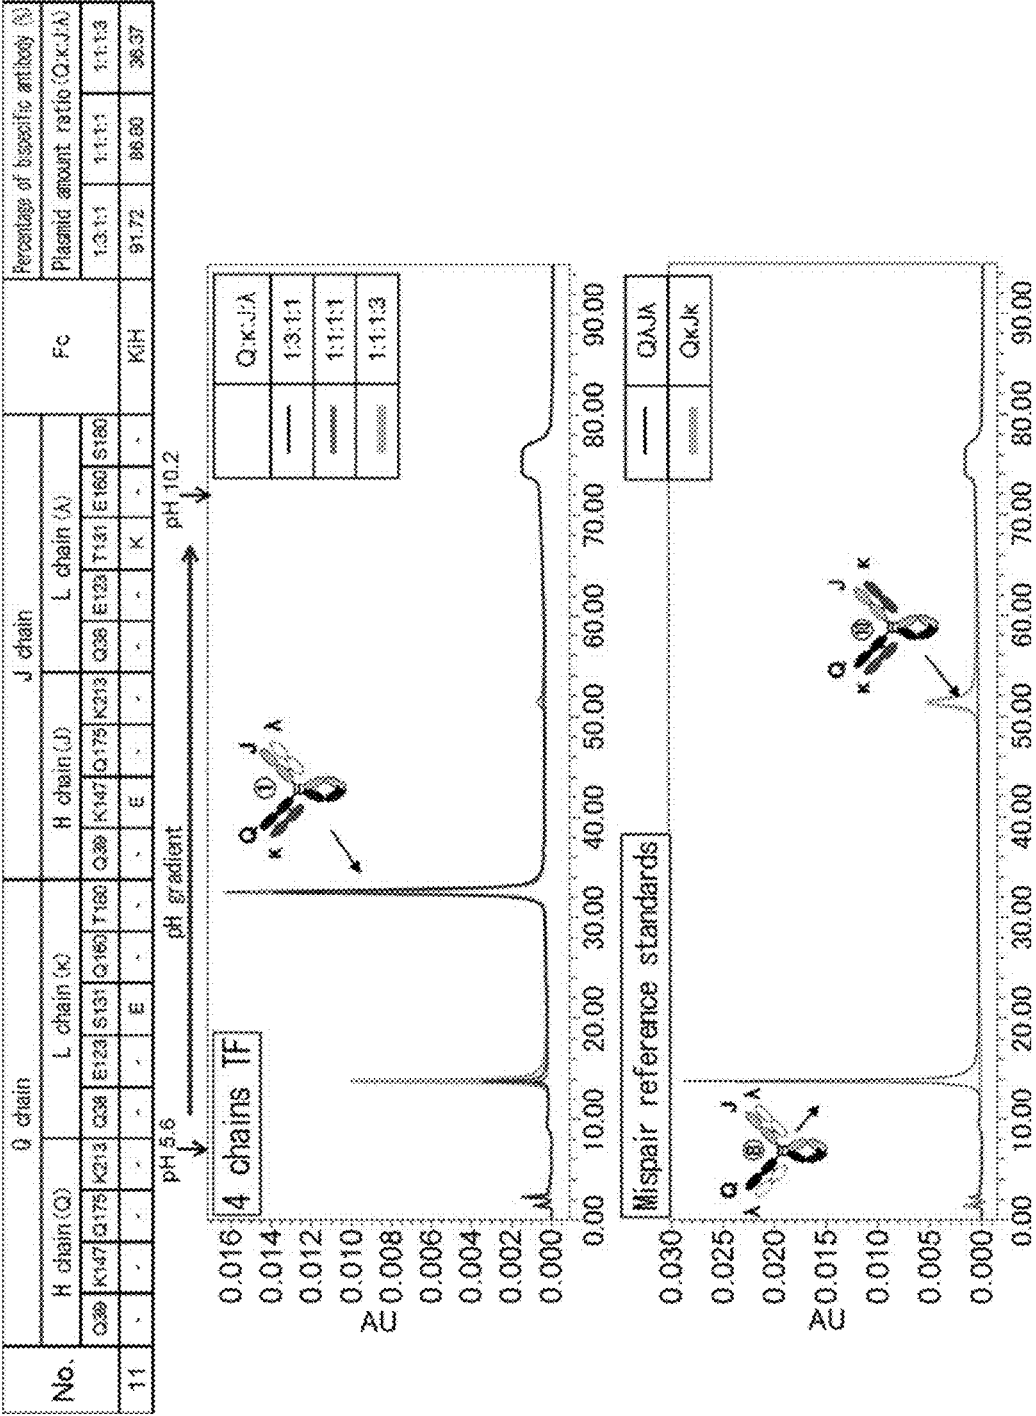 No. Q chain J chain Fc Percentage of bispecific antibody (%)
H chain (Q) L chain (κ) H chain (J) L chain (λ) Plasmid amount ratio (Q:κ:J:λ)
Q39 K147 Q175 K213 Q38 E123 S131 Q160 T180 Q39 K147 Q175 K213 Q38 E123 T131 E160 S180 1:3:1:1 1:1:1:1 1:1:1:3
11 - - - - - - E - - - E - - - - K - - KiH 91.72 36.37
pH 5.6 pH gradient pH 10.2
4 chains TF
Q:κ:J:λ
1:3:1:1
1:1:1:1
1:1:1:3
Q J
κ ① λ
0.016
0.014
0.012
0.010
0.008
0.006
0.004
0.002
0.000
AU
0.00 10.00 20.00 30.00 40.00 50.00 60.00 70.00 80.00 90.00
Mispair reference standards
QλJλ
QκJκ
Q J
λ ⑧ λ
Q J
κ ⑩ κ
0.030
0.025
0.020
0.015
0.010
0.005
0.000
AU
0.00 10.00 20.00 30.00 40.00 50.00 60.00 70.00 80.00 90.00